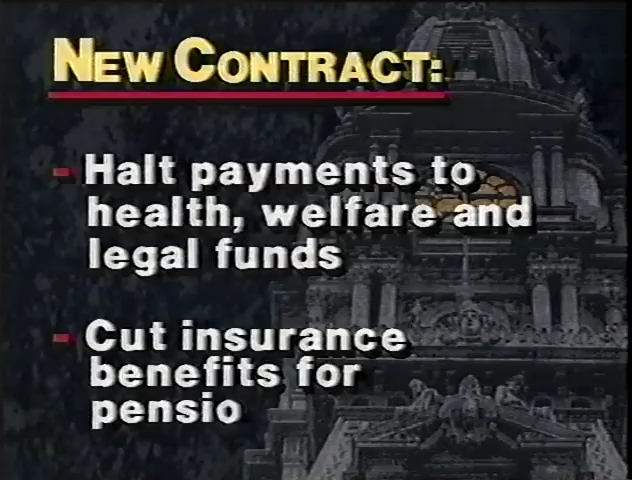 NEW CONTRACT:
- Halt payments to
health, welfare and
legal funds
- Cut insurance
benefits for
pensio